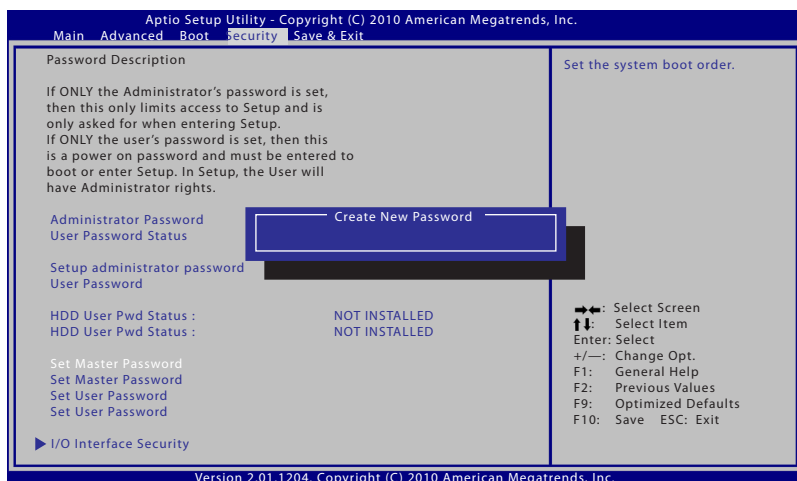 Aptio Setup Utility - Copyright (C) 2010 American Megatrends, Inc.
Main Advanced Boot Security Save & Exit
Password Description
If ONLY the Administrator's password is set,
then this only limits access to Setup and is
only asked for when entering Setup.
If ONLY the user's password is set, then this
is a power on password and must be entered to
boot or enter Setup. In Setup, the User will
have Administrator rights.
Administrator Password
User Password Status
Create New Password
Setup administrator password
User Password
HDD User Pwd Status : NOT INSTALLED
HDD User Pwd Status : NOT INSTALLED
Set Master Password
Set Master Password
Set User Password
Set User Password
I/O Interface Security
Set the system boot order.
→←: Select Screen
↑↓: Select Item
Enter: Select
+/—: Change Opt.
F1: General Help
F2: Previous Values
F9: Optimized Defaults
F10: Save ESC: Exit
Version 2.01.1204. Copyright (C) 2010 American Megatrends, Inc.